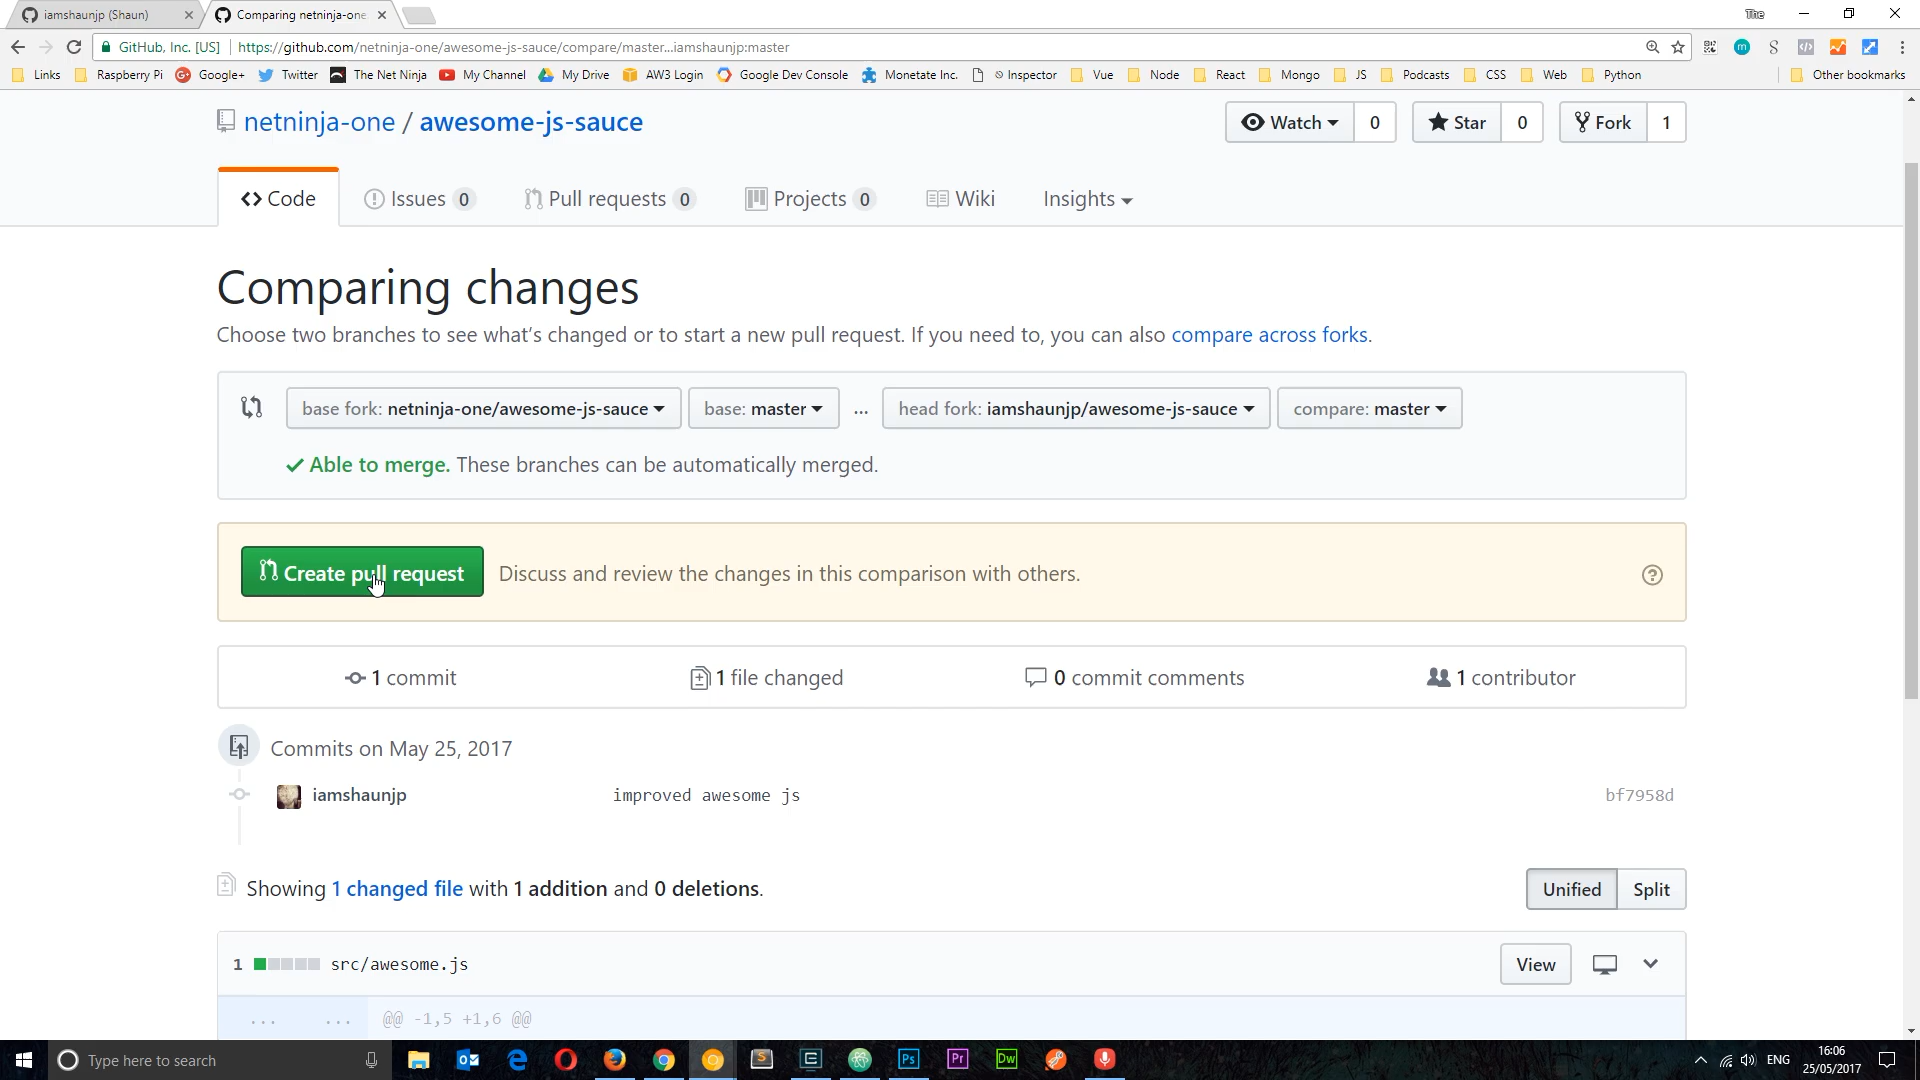 iamshaunjp (Shaun)
Comparing netninja-one
The
GitHub, Inc. [US]
https://github.com/netninja-one/awesome-js-sauce/compare/master...iamshaunjp:master
Links Raspberry Pi Google+ Twitter The Net Ninja My Channel My Drive AW3 Login Google Dev Console Monetate Inc. Inspector Vue Node React Mongo JS Podcasts CSS Web Python Other bookmarks
netninja-one / awesome-js-sauce
Watch 0 Star 0 Fork 1
Code Issues 0 Pull requests 0 Projects 0 Wiki Insights
Comparing changes
Choose two branches to see what's changed or to start a new pull request. If you need to, you can also compare across forks.
base fork: netninja-one/awesome-js-sauce base: master ... head fork: iamshaunjp/awesome-js-sauce compare: master
Able to merge. These branches can be automatically merged.
Create pull request Discuss and review the changes in this comparison with others.
1 commit 1 file changed 0 commit comments 1 contributor
Commits on May 25, 2017
iamshaunjp improved awesome js bf7958d
Showing 1 changed file with 1 addition and 0 deletions.
Unified Split
1 src/awesome.js View
... ... @@ -1,5 +1,6 @@
Type here to search
Ps Pr Dw
ENG
16:06
25/05/2017